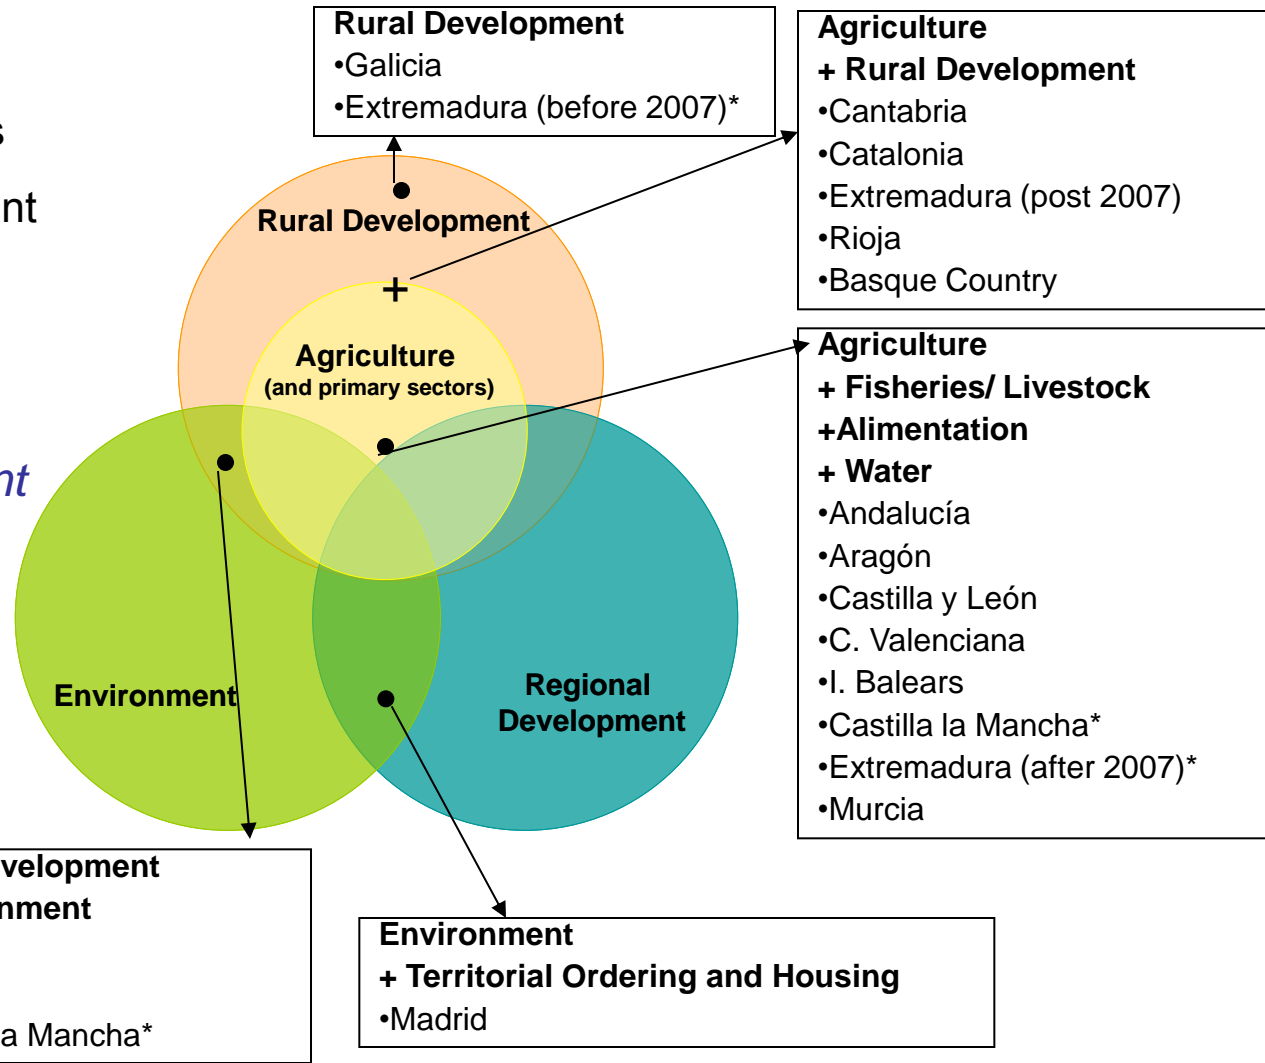 Rural Development
•Galicia
•Extremadura (before 2007)*
Agriculture
+ Rural Development
•Cantabria
•Catalonia
•Extremadura (post 2007)
•Rioja
•Basque Country
Rural Development
+
Agriculture
(and primary sectors)
Agriculture
+ Fisheries/ Livestock
+Alimentation
+ Water
•Andalucía
•Aragón
•Castilla y León
•C. Valenciana
•I. Balears
•Castilla la Mancha*
•Extremadura (after 2007)*
•Murcia
Environment
Regional
Development
velopment
nment
a Mancha*
Environment
+ Territorial Ordering and Housing
•Madrid
s
nt
nt